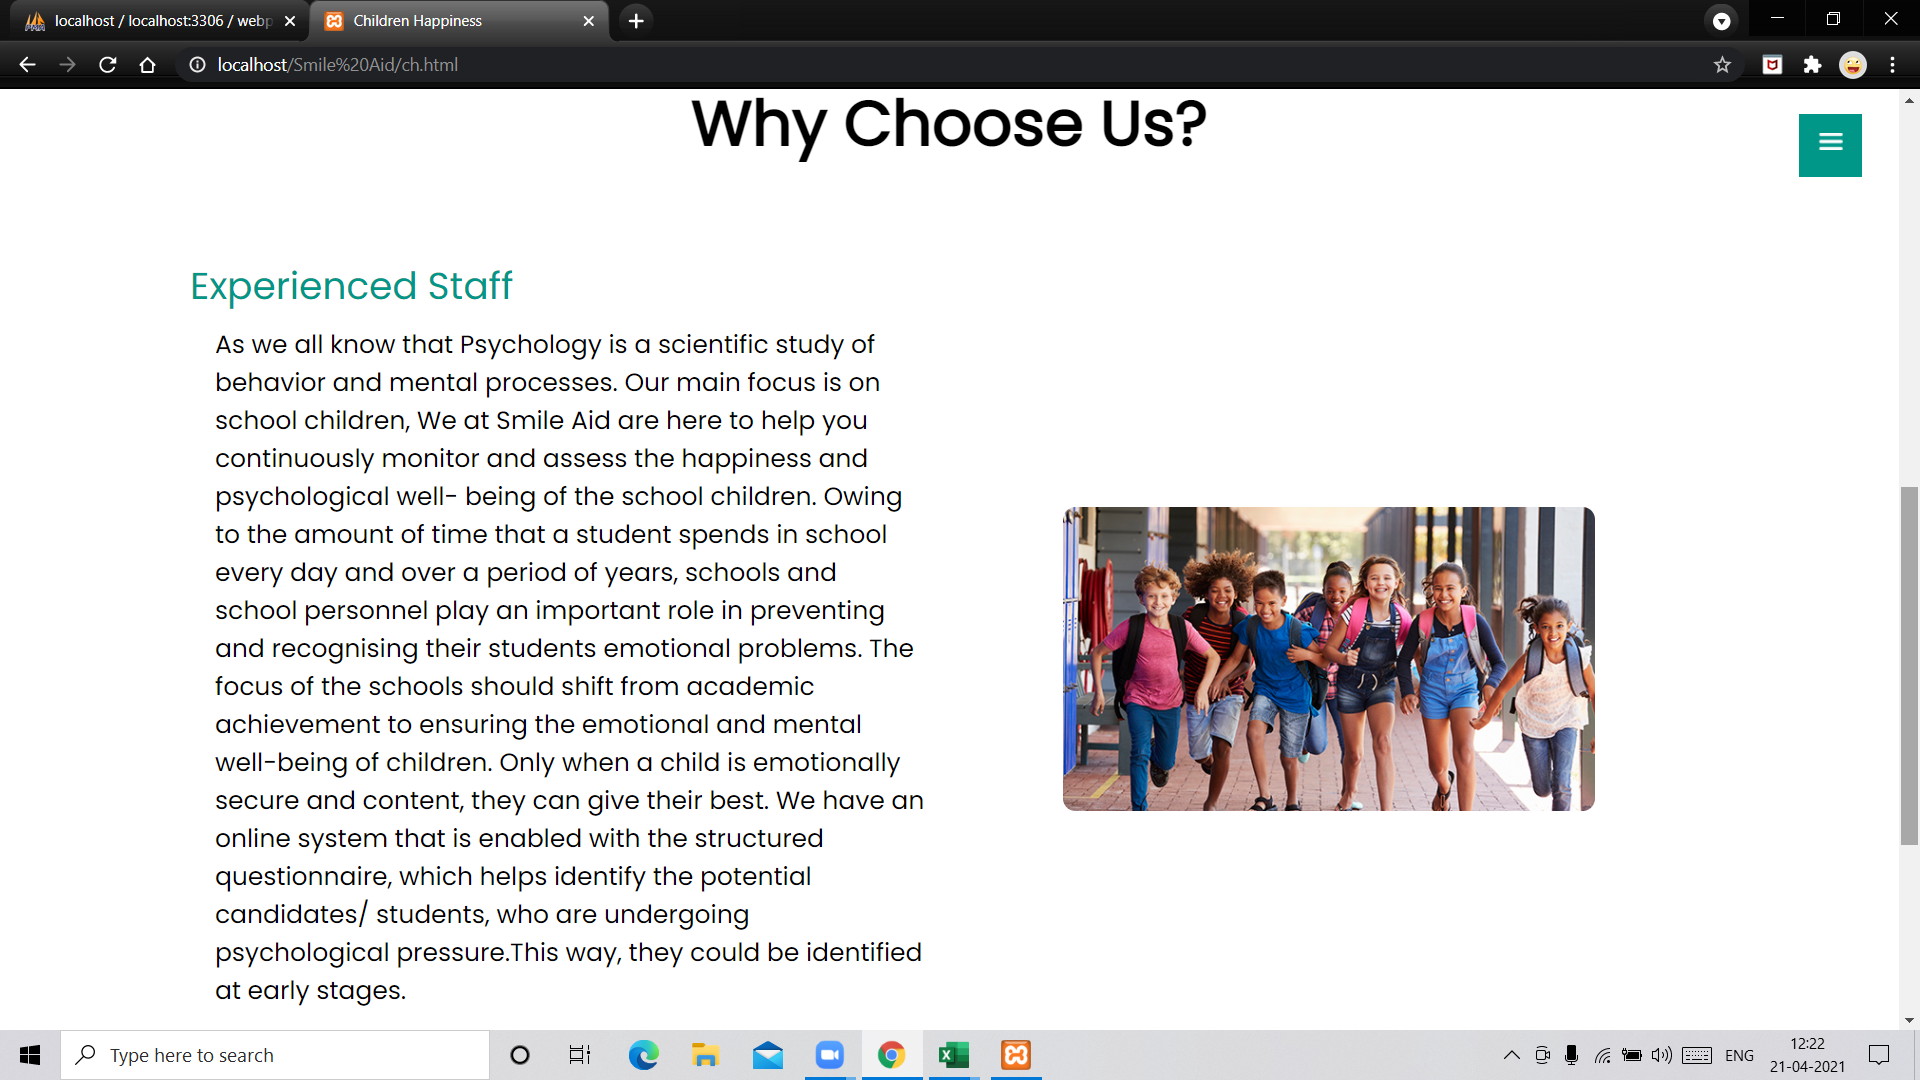 localhost / localhost:3306 / webp
Children Happiness
localhost/Smile%20Aid/ch.html
Why Choose Us?
Experienced Staff
As we all know that Psychology is a scientific study of
behavior and mental processes. Our main focus is on
school children, We at Smile Aid are here to help you
continuously monitor and assess the happiness and
psychological well- being of the school children. Owing
to the amount of time that a student spends in school
every day and over a period of years, schools and
school personnel play an important role in preventing
and recognising their students emotional problems. The
focus of the schools should shift from academic
achievement to ensuring the emotional and mental
well-being of children. Only when a child is emotionally
secure and content, they can give their best. We have an
online system that is enabled with the structured
questionnaire, which helps identify the potential
candidates/ students, who are undergoing
psychological pressure.This way, they could be identified
at early stages.
Type here to search
ENG
12:22
21-04-2021